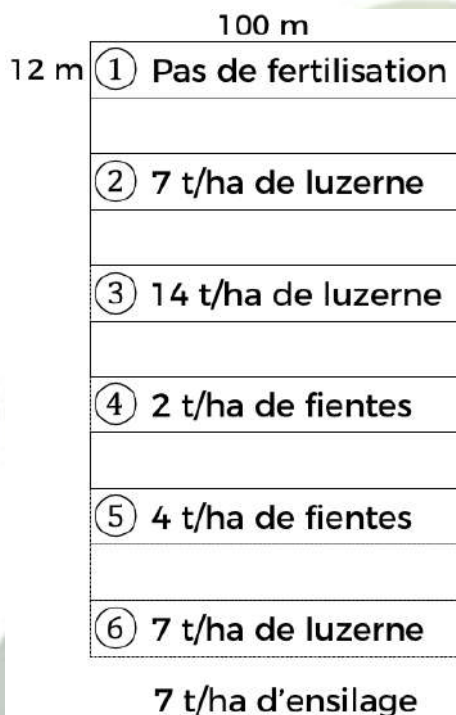 100 m
12 m ① Pas de fertilisation
② 7 t/ha de luzerne
③ 14 t/ha de luzerne
④ 2 t/ha de fientes
⑤ 4 t/ha de fientes
⑥ 7 t/ha de luzerne
7 t/ha d'ensilage